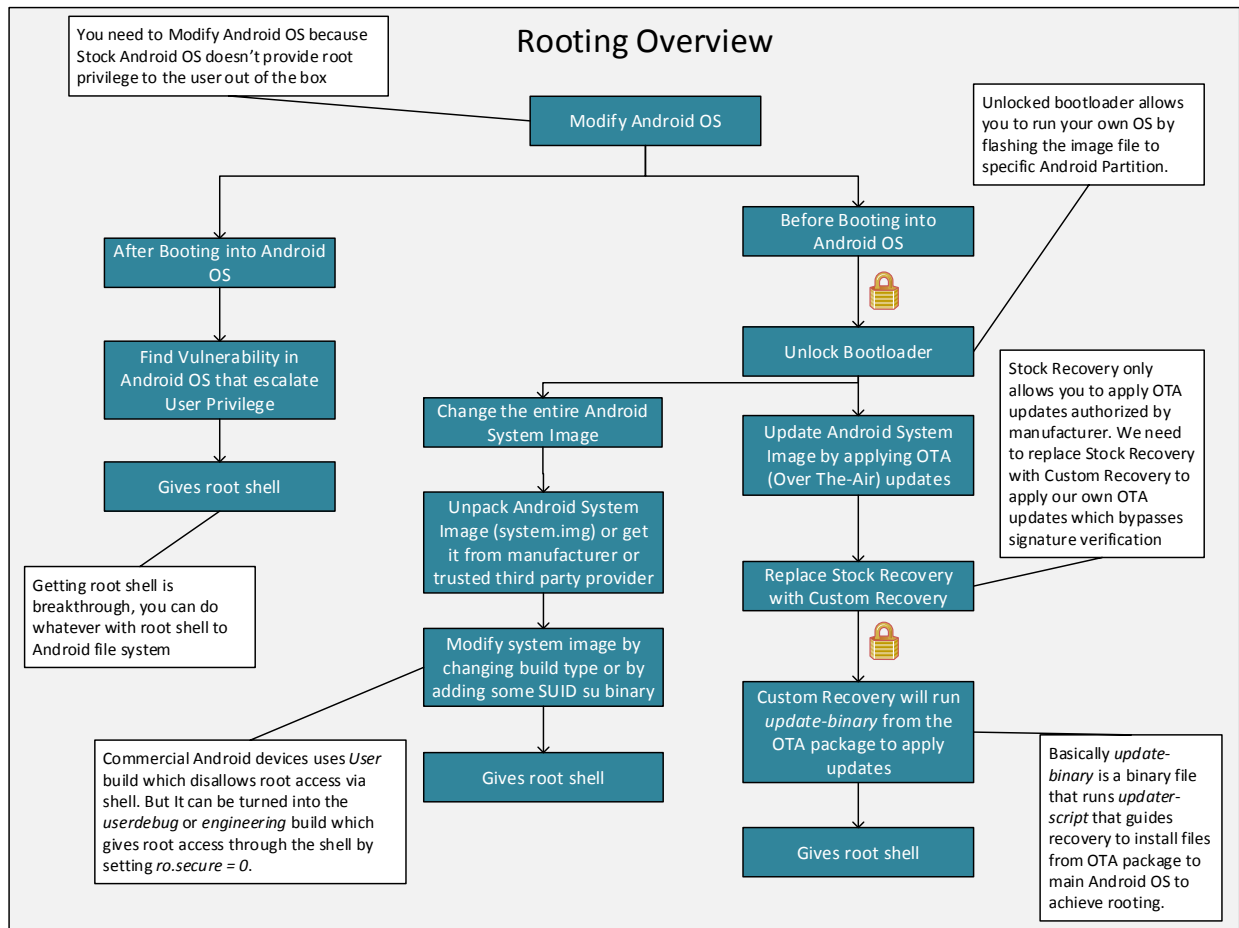 Rooting Overview
You need to Modify Android OS because
Stock Android OS doesn’t provide root
privilege to the user out of the box
Modify Android OS
Unlocked bootloader allows
you to run your own OS by
flashing the image file to
specific Android Partition.
After Booting into Android
OS
Before Booting into
Android OS
Find Vulnerability in
Android OS that escalate
User Privilege
Unlock Bootloader
Gives root shell
Getting root shell is
breakthrough, you can do
whatever with root shell to
Android file system
Change the entire Android
System Image
Unpack Android System
Image (system.img) or get
it from manufacturer or
trusted third party provider
Modify system image by
changing build type or by
adding some SUID su binary
Commercial Android devices uses User
build which disallows root access via
shell. But It can be turned into the
userdebug or engineering build which
gives root access through the shell by
setting ro.secure = 0.
Gives root shell
Update Android System
Image by applying OTA
(Over The-Air) updates
Stock Recovery only
allows you to apply OTA
updates authorized by
manufacturer. We need
to replace Stock Recovery
with Custom Recovery to
apply our own OTA
updates which bypasses
signature verification
Replace Stock Recovery
with Custom Recovery
Custom Recovery will run
update-binary from the
OTA package to apply
updates
Basically update-
binary is a binary file
that runs updater-
script that guides
recovery to install files
from OTA package to
main Android OS to
achieve rooting.
Gives root shell